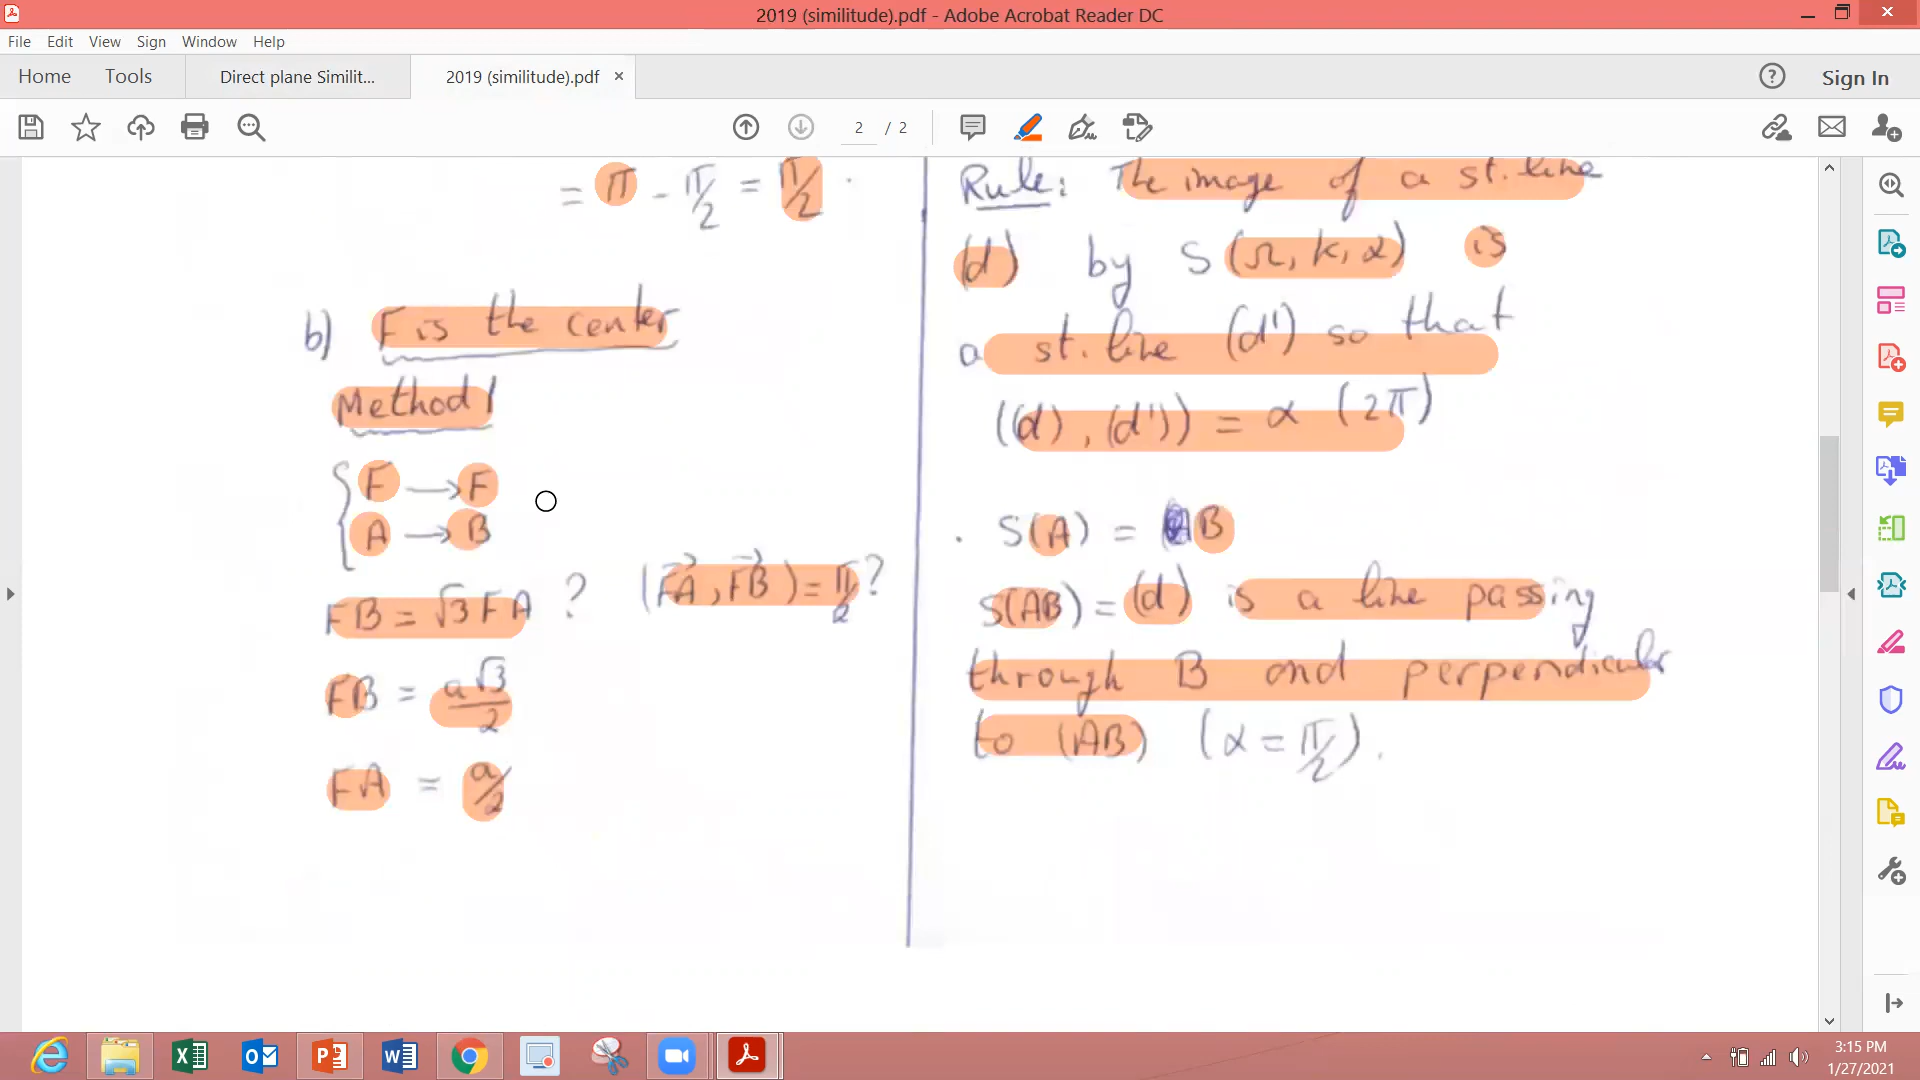 2019 (similitude).pdf - Adobe Acrobat Reader DC
File Edit View Sign Window Help
Home Tools Direct plane Similit... 2019 (similitude).pdf × Sign In
2 / 2
= π - π/2 = π/2 .
b) F is the center
Method 1
F → F
A → B
FB = √3 FA ? (FA, FB) = π/2 ?
FB = a√3/2
FA = a/2
Rule: The image of a st. line
(d) by S (Ω, k, α) is
a st. line (d') so that
((d), (d')) = α (2π)
. S(A) = B
S(AB) = (d) is a line passing
through B and perpendicular
to (AB) (α = π/2).
3:15 PM
1/27/2021